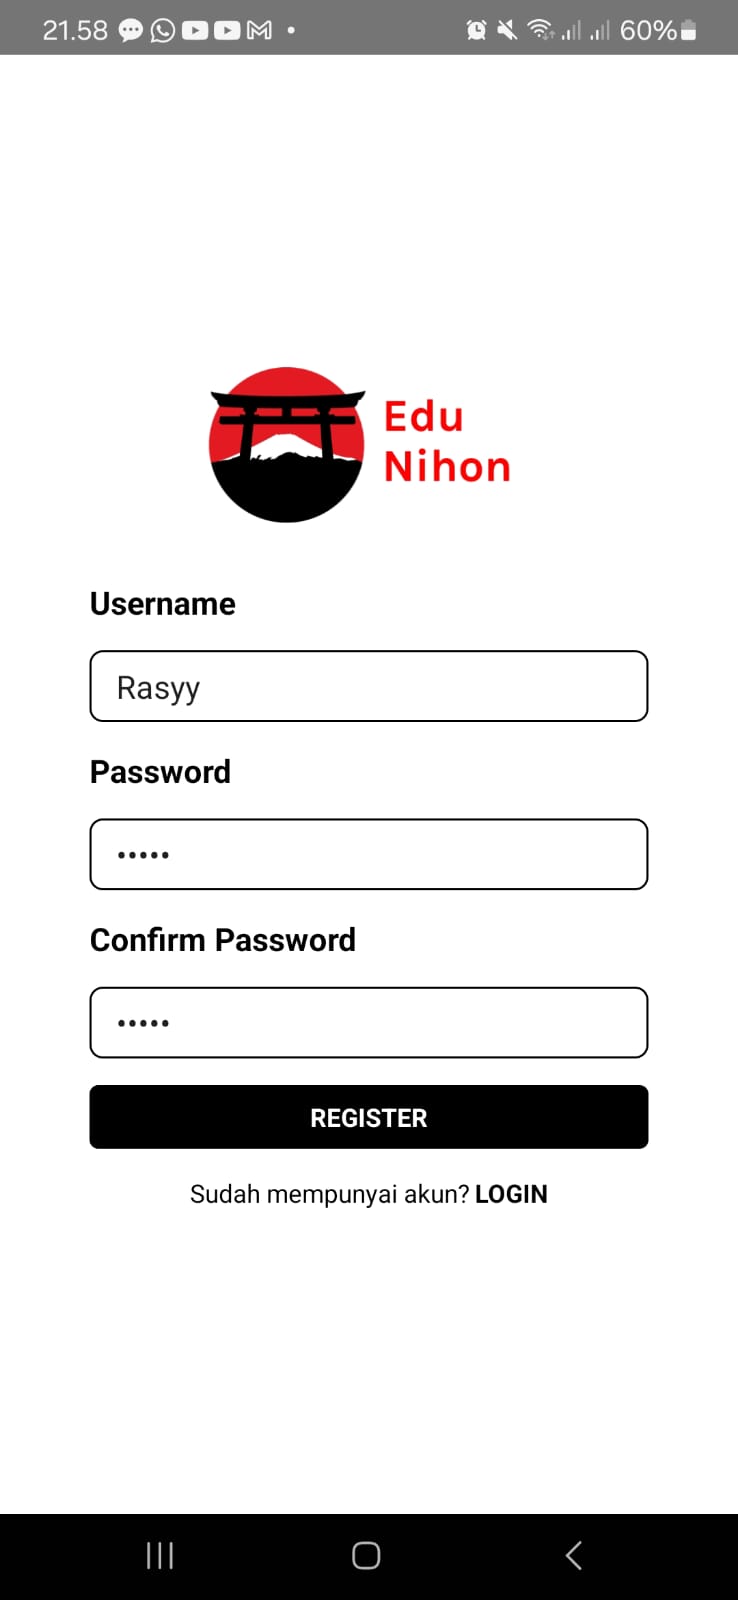 21.58
60%
Edu
Nihon
Username
Rasyy
Password
•••••
Confirm Password
•••••
REGISTER
Sudah mempunyai akun? LOGIN